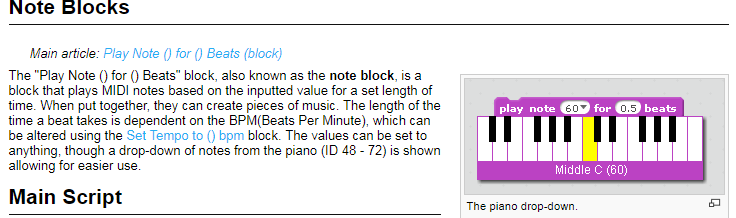 Note Blocks
Main article: Play Note () for () Beats (block)
The "Play Note () for () Beats" block, also known as the note block, is a
block that plays MIDI notes based on the inputted value for a set length of
time. When put together, they can create pieces of music. The length of the
time a beat takes is dependent on the BPM(Beats Per Minute), which can
be altered using the Set Tempo to () bpm block. The values can be set to
anything, though a drop-down of notes from the piano (ID 48 - 72) is shown
allowing for easier use.
play note 60 for 0.5 beats
Middle C (60)
The piano drop-down.
Main Script